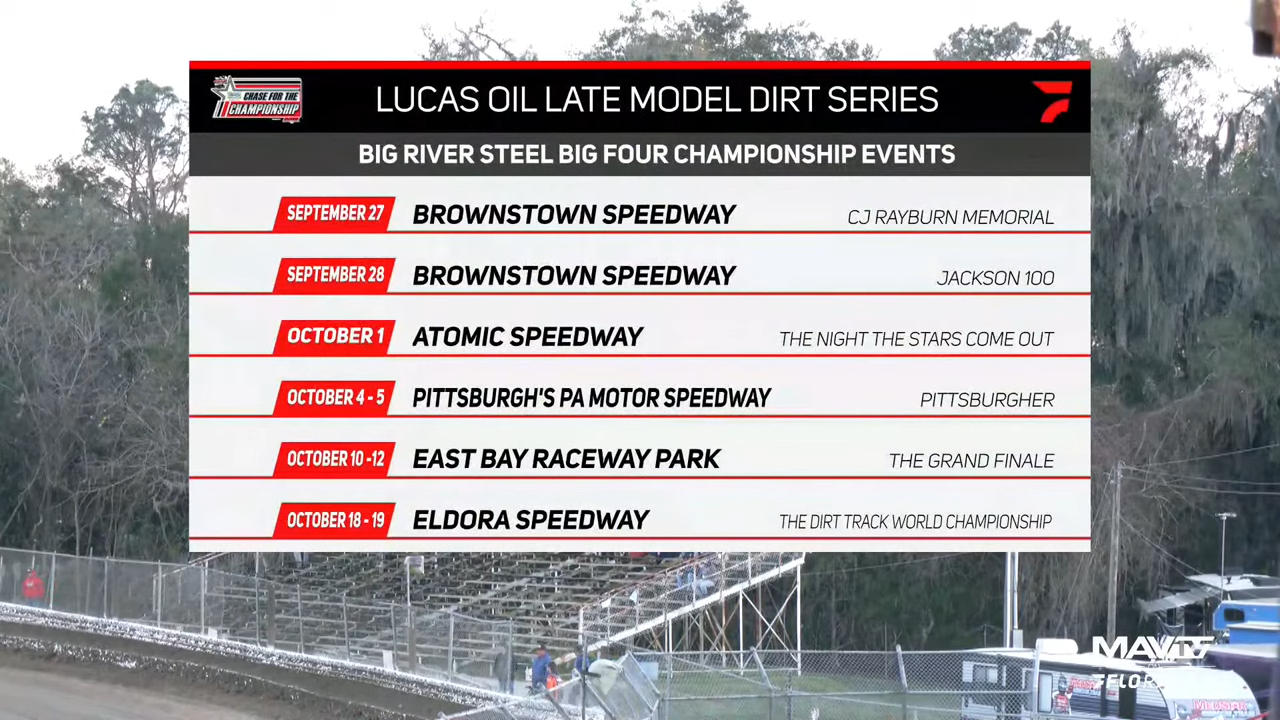 CHASE FOR THE
CHAMPIONSHIP
LUCAS OIL LATE MODEL DIRT SERIES
BIG RIVER STEEL BIG FOUR CHAMPIONSHIP EVENTS
SEPTEMBER 27 BROWNSTOWN SPEEDWAY CJ RAYBURN MEMORIAL
SEPTEMBER 28 BROWNSTOWN SPEEDWAY JACKSON 100
OCTOBER 1 ATOMIC SPEEDWAY THE NIGHT THE STARS COME OUT
OCTOBER 4 - 5 PITTSBURGH'S PA MOTOR SPEEDWAY PITTSBURGHER
OCTOBER 10 -12 EAST BAY RACEWAY PARK THE GRAND FINALE
OCTOBER 18 - 19 ELDORA SPEEDWAY THE DIRT TRACK WORLD CHAMPIONSHIP
MAVTV